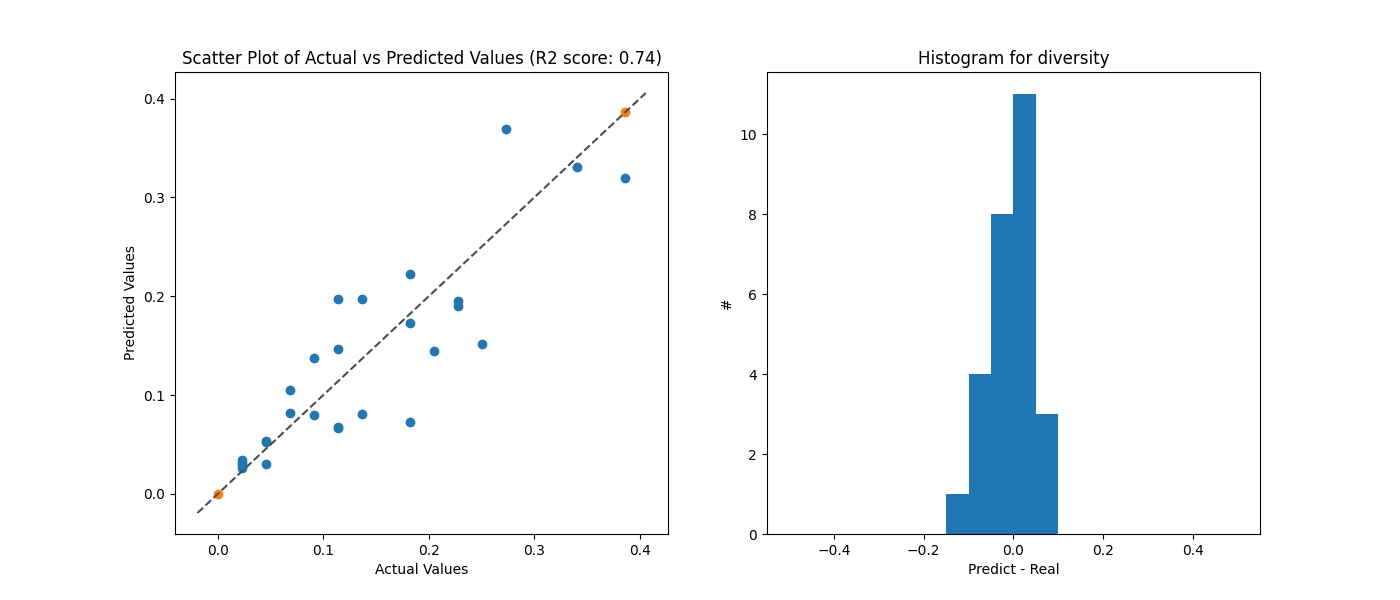 Scatter Plot of Actual vs Predicted Values (R2 score: 0.74)
0.4
0.3
0.2
0.1
0.0
Predicted Values
0.0 0.1 0.2 0.3 0.4
Actual Values
Histogram for diversity
10
8
6
4
2
0
#
−0.4 −0.2 0.0 0.2 0.4
Predict - Real